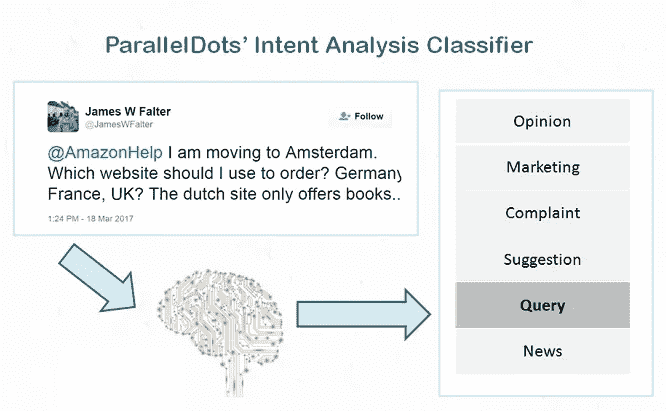 ParallelDots' Intent Analysis Classifier
James W Falter
@JamesWFalter
Follow
@AmazonHelp I am moving to Amsterdam.
Which website should I use to order? Germany
France, UK? The dutch site only offers books..
1:24 PM - 18 Mar 2017
Opinion
Marketing
Complaint
Suggestion
Query
News